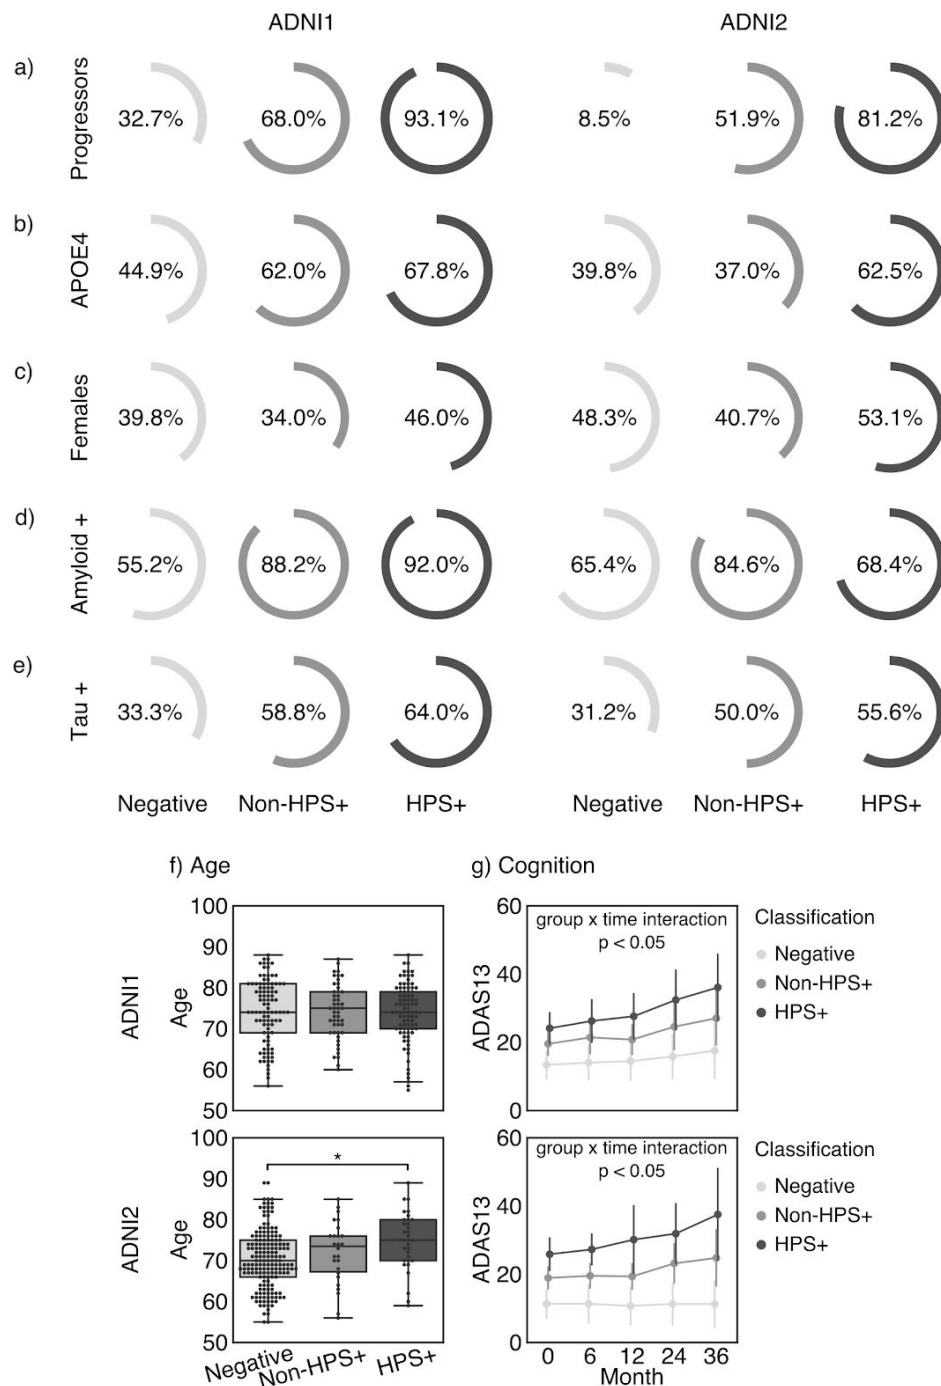 ADNI1 ADNI2
a) Progressors 32.7% 68.0% 93.1% 8.5% 51.9% 81.2%
b) APOE4 44.9% 62.0% 67.8% 39.8% 37.0% 62.5%
c) Females 39.8% 34.0% 46.0% 48.3% 40.7% 53.1%
d) Amyloid + 55.2% 88.2% 92.0% 65.4% 84.6% 68.4%
e) Tau + 33.3% 58.8% 64.0% 31.2% 50.0% 55.6%
Negative Non-HPS+ HPS+ Negative Non-HPS+ HPS+
f) Age
ADNI1
Age
100
90
80
70
60
50
ADNI2
Age
100
90
80
70
60
50
*
Negative Non-HPS+ HPS+
g) Cognition
ADAS13
60
40
20
0
group x time interaction
p < 0.05
Classification
Negative
Non-HPS+
HPS+
ADAS13
60
40
20
0
group x time interaction
p < 0.05
0 6 12 24 36
Month
Classification
Negative
Non-HPS+
HPS+